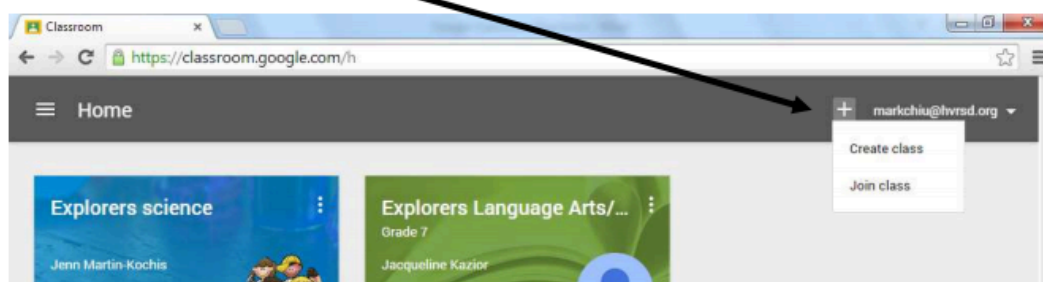 Classroom
https://classroom.google.com/h
Home
markchiu@hvrsd.org
Create class
Join class
Explorers science
Jenn Martin-Kochis
Explorers Language Arts/...
Grade 7
Jacqueline Kazior